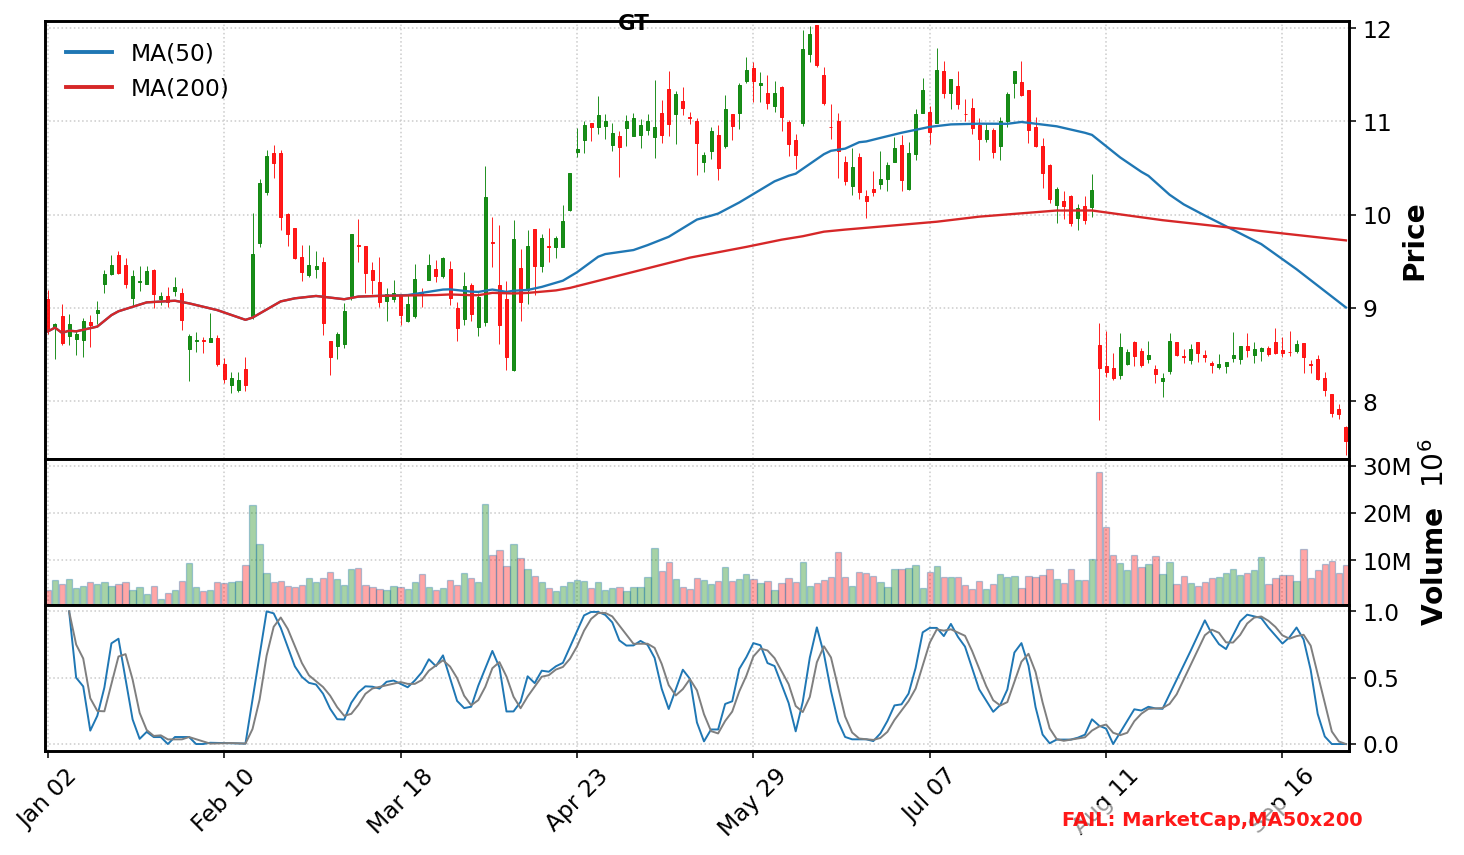 GT
MA(50)
MA(200)
12
11
10
9
8
Price
30M
20M
10M
Volume 10^6
1.0
0.5
0.0
Jan 02
Feb 10
Mar 18
Apr 23
May 29
Jul 07
Aug 11
Sep 16
FAIL: MarketCap,MA50x200